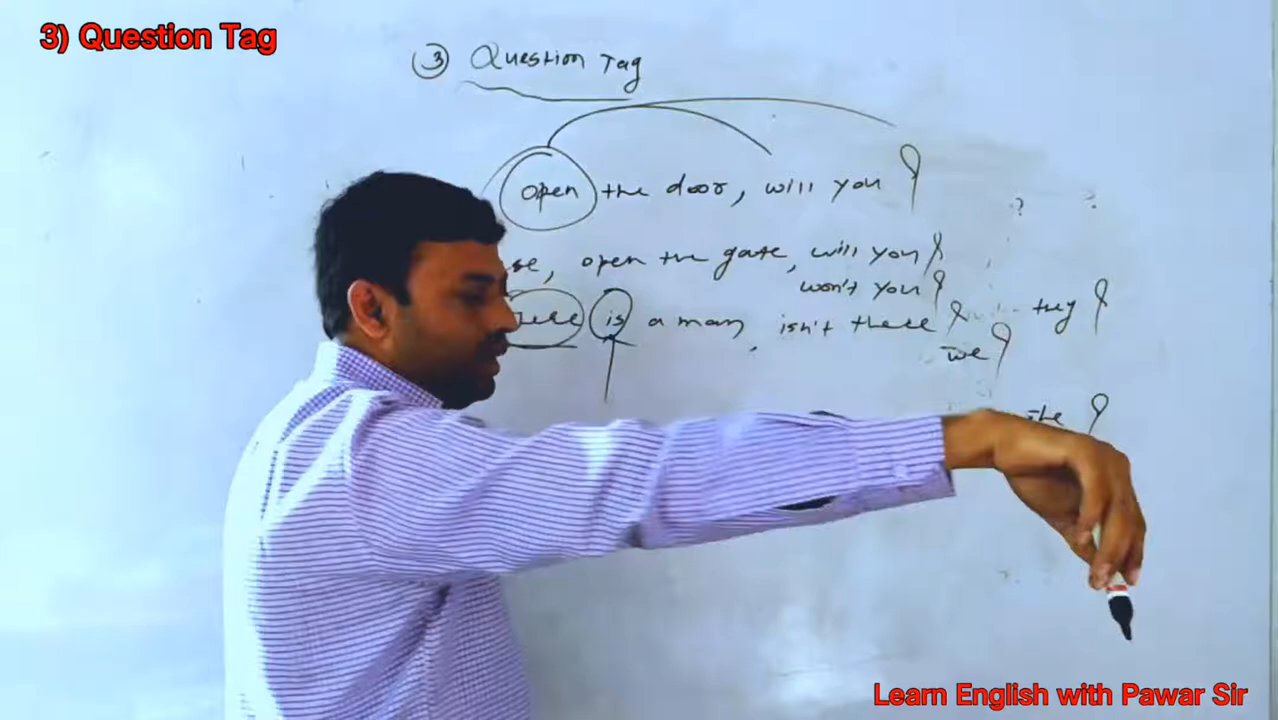 3) Question Tag
③ Question Tag
open the door, will you ?
se, open the gate, will you ?
won't you ?
is a man, isn't there ? they ?
we ?
the ?
Learn English with Pawar Sir